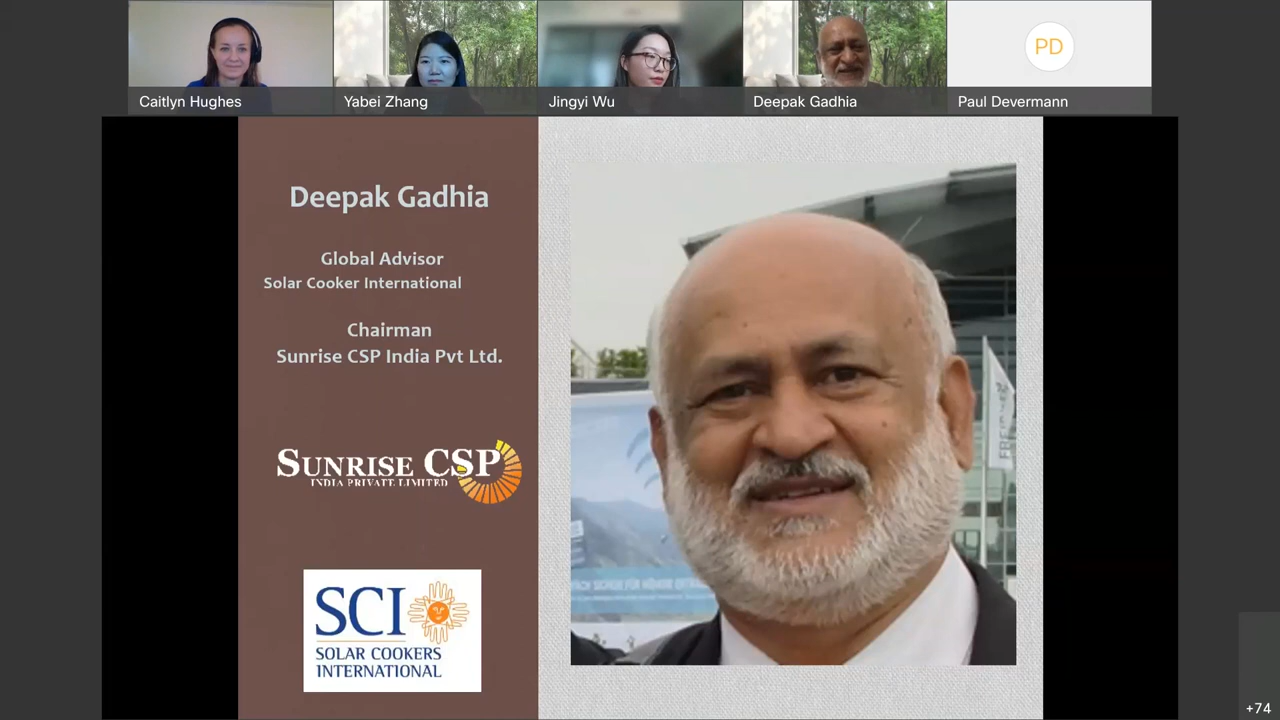 Caitlyn Hughes
Yabei Zhang
Jingyi Wu
Deepak Gadhia
PD
Paul Devermann
Deepak Gadhia
Global Advisor
Solar Cooker International
Chairman
Sunrise CSP India Pvt Ltd.
SUNRISE CSP
INDIA PRIVATE LIMITED
SCI
SOLAR COOKERS
INTERNATIONAL
+74